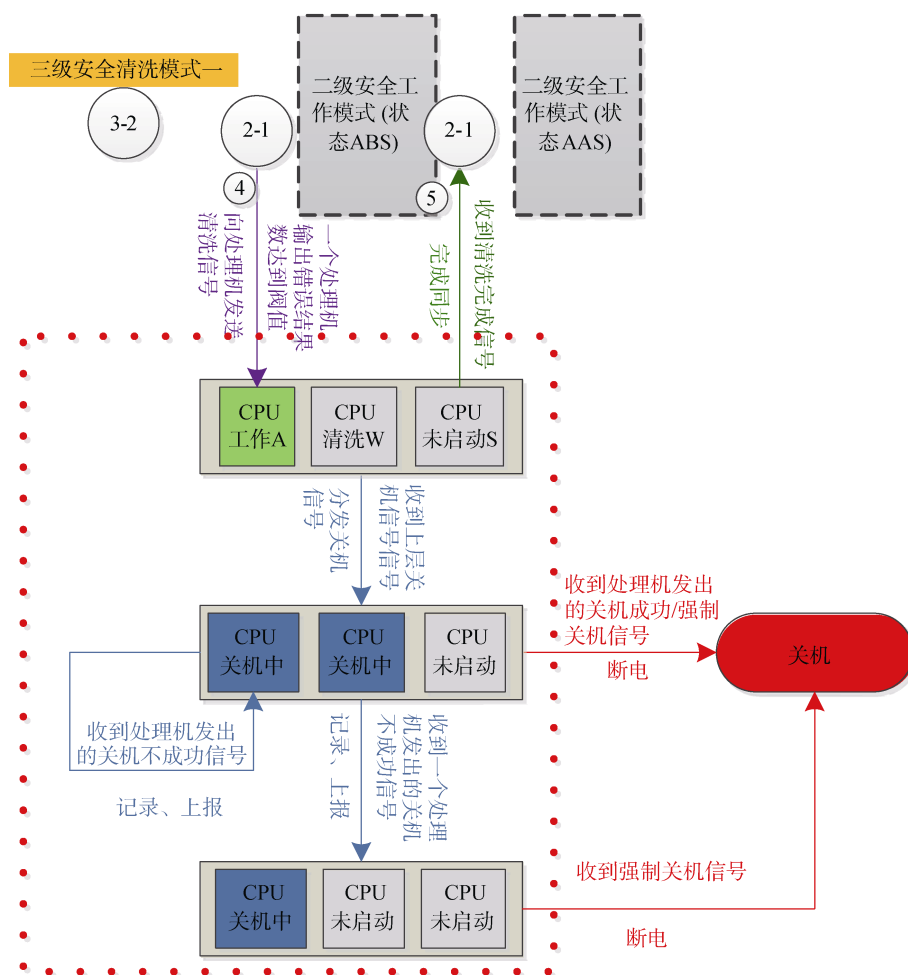 三级安全清洗模式一
3-2
2-1
二级安全工
作模式 (状
态ABS)
2-1
二级安全工
作模式 (状
态AAS)
4
5
一个处理机
输出错误结果
数达到阀值
向处理机发送
清洗信号
收到清洗完成信号
完成同步
CPU
工作A
CPU
清洗W
CPU
未启动S
收到上层关
机信号信号
分发关机
信号
CPU
关机中
CPU
关机中
CPU
未启动
收到处理机发出
的关机成功/强制
关机信号
断电
关机
收到处理机发出
的关机不成功信号
记录、上报
收到一个处理
机发出的关机
不成功信号
记录、上报
CPU
关机中
CPU
未启动
CPU
未启动
收到强制关机信号
断电